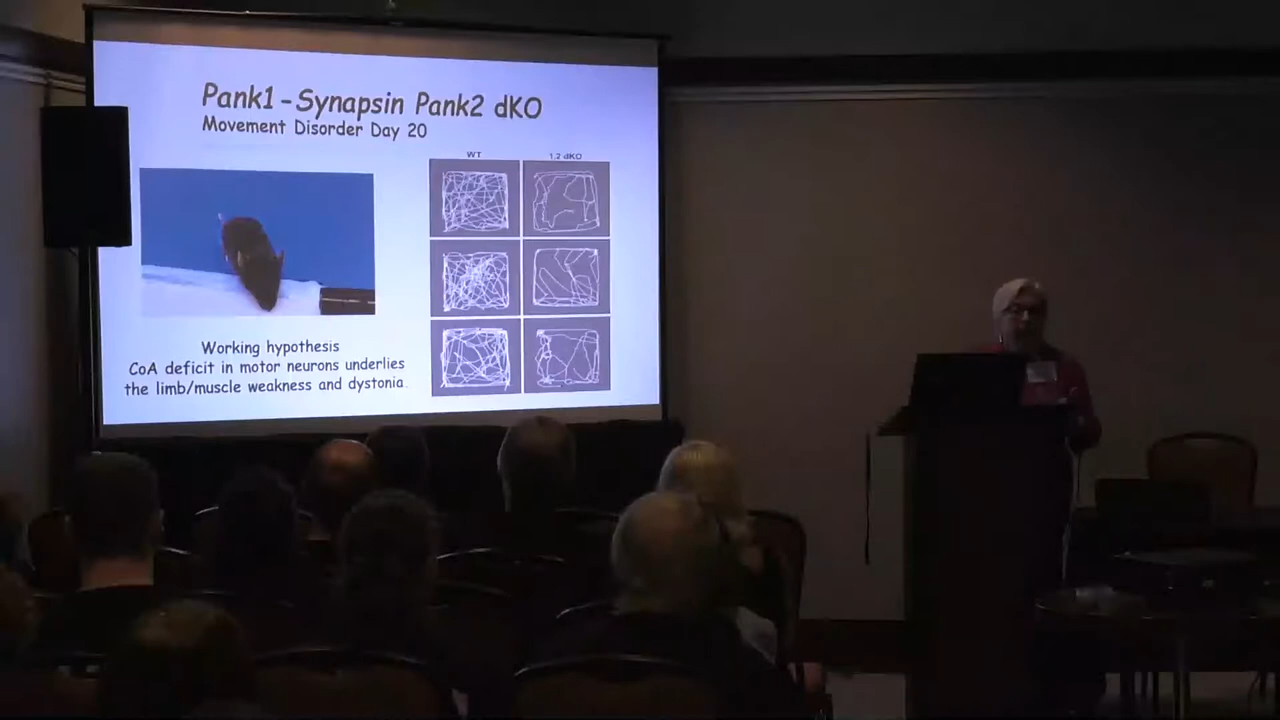 Pank1 - Synapsin Pank2 dKO
Movement Disorder Day 20
WT
1.2 dKO
Working hypothesis
CoA deficit in motor neurons underlies
the limb/muscle weakness and dystonia.